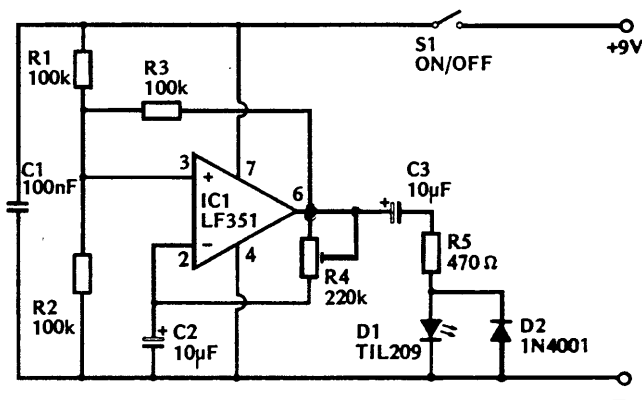 S1
ON/OFF
+9V
R1
100k
R3
100k
C1
100nF
3
+
7
IC1
LF351
6
−
2
4
C3
+
10μF
R5
470 Ω
R4
220k
R2
100k
+
C2
10μF
D1
TIL209
D2
1N4001